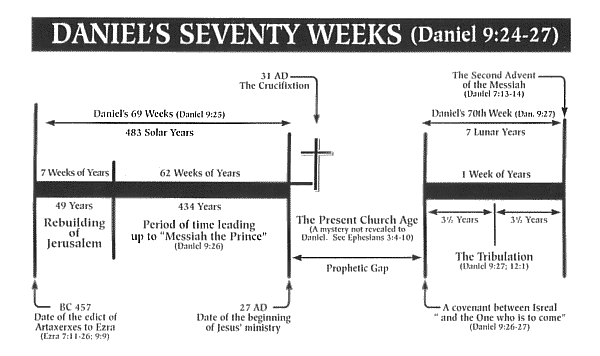 DANIEL'S SEVENTY WEEKS (Daniel 9:24-27)
31 AD
The Crucifixtion
The Second Advent
of the Messiah
(Daniel 7:13-14)
Daniel's 69 Weeks (Daniel 9:25)
483 Solar Years
Daniel's 70th Week (Dan. 9:27)
7 Lunar Years
7 Weeks of Years
62 Weeks of Years
1 Week of Years
49 Years
434 Years
3½ Years
3½ Years
Rebuilding
of
Jerusalem
Period of time leading
up to "Messiah the Prince"
(Daniel 9:26)
The Present Church Age
(A mystery not revealed to
Daniel. See Ephesians 3:4-10)
Prophetic Gap
The Tribulation
(Daniel 9:27; 12:1)
BC 457
Date of the edict of
Artaxerxes to Ezra
(Ezra 7:11-26; 9:9)
27 AD
Date of the beginning
of Jesus' ministry
A covenant between Isreal
" and the One who is to come"
(Daniel 9:26-27)